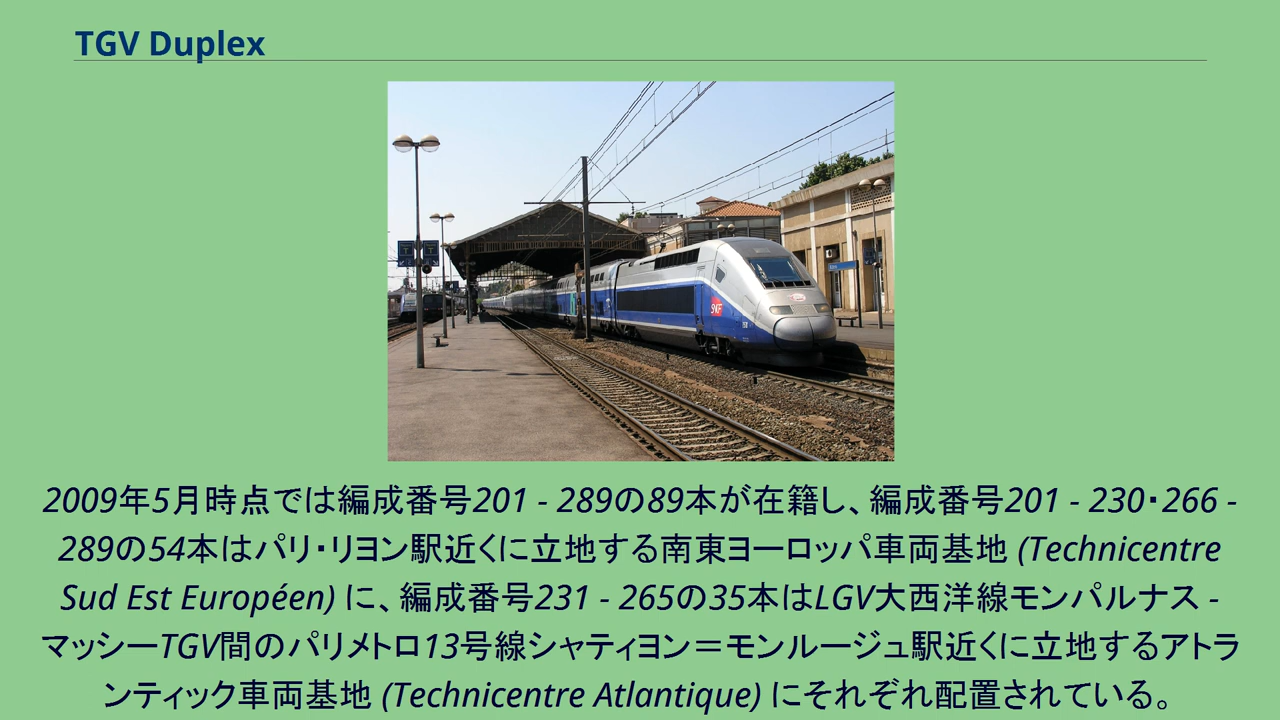 TGV Duplex
SNCF
2009年5月時点では編成番号201 - 289の89本が在籍し、編成番号201 - 230・266 -
289の54本はパリ・リヨン駅近くに立地する南東ヨーロッパ車両基地 (Technicentre
Sud Est Européen) に、編成番号231 - 265の35本はLGV大西洋線モンパルナス -
マッシーTGV間のパリメトロ13号線シャティヨン＝モンルージュ駅近くに立地するアトラ
ンティック車両基地 (Technicentre Atlantique) にそれぞれ配置されている。